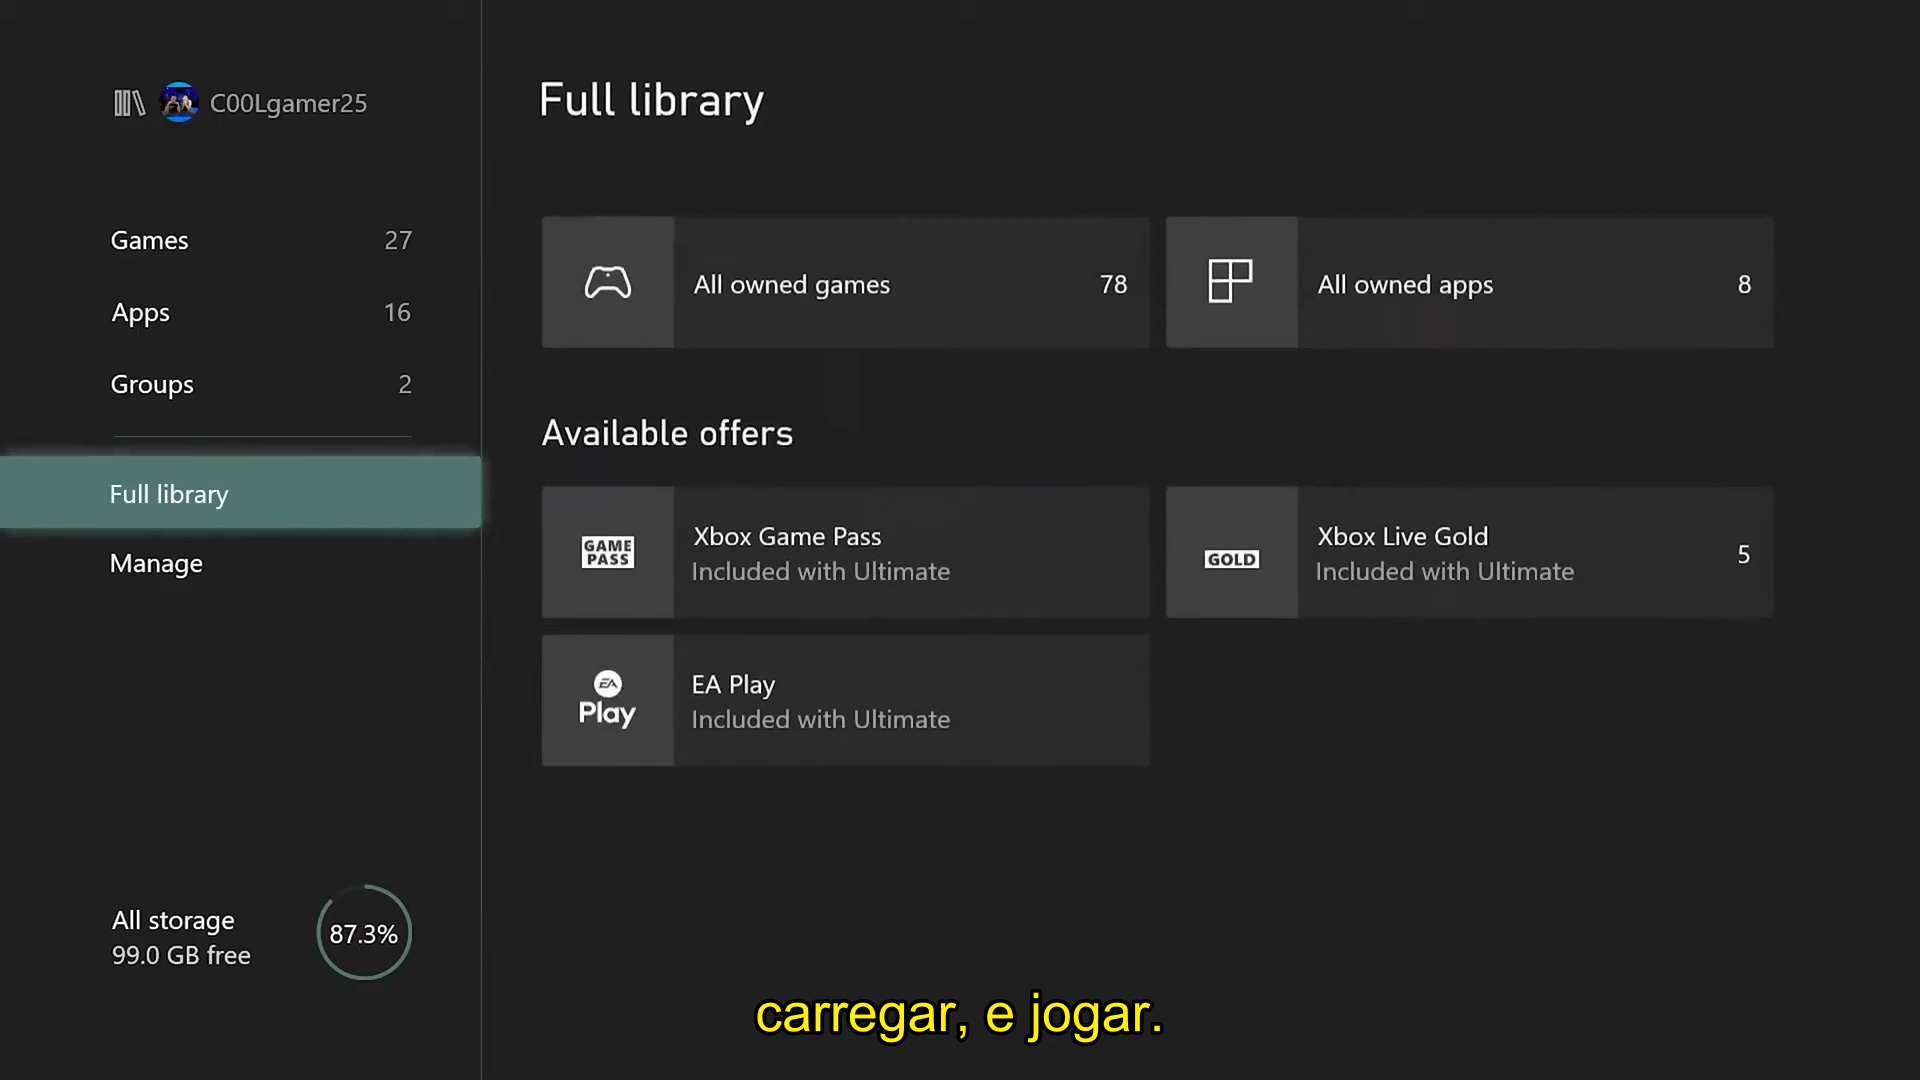 C00Lgamer25
Games 27
Apps 16
Groups 2
Full library
Manage
All storage
99.0 GB free
87.3%
Full library
All owned games 78
All owned apps 8
Available offers
GAME
PASS
Xbox Game Pass
Included with Ultimate
GOLD
Xbox Live Gold
Included with Ultimate
5
EA
Play
EA Play
Included with Ultimate
carregar, e jogar.